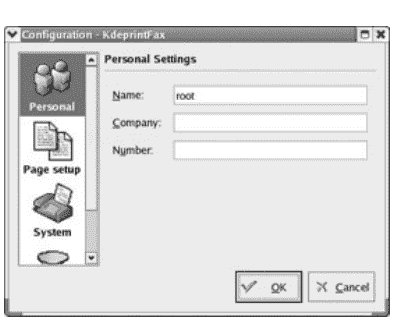 Configuration - KdeprintFax
Personal
Page setup
System
Personal Settings
Name: root
Company:
Number:
OK
Cancel